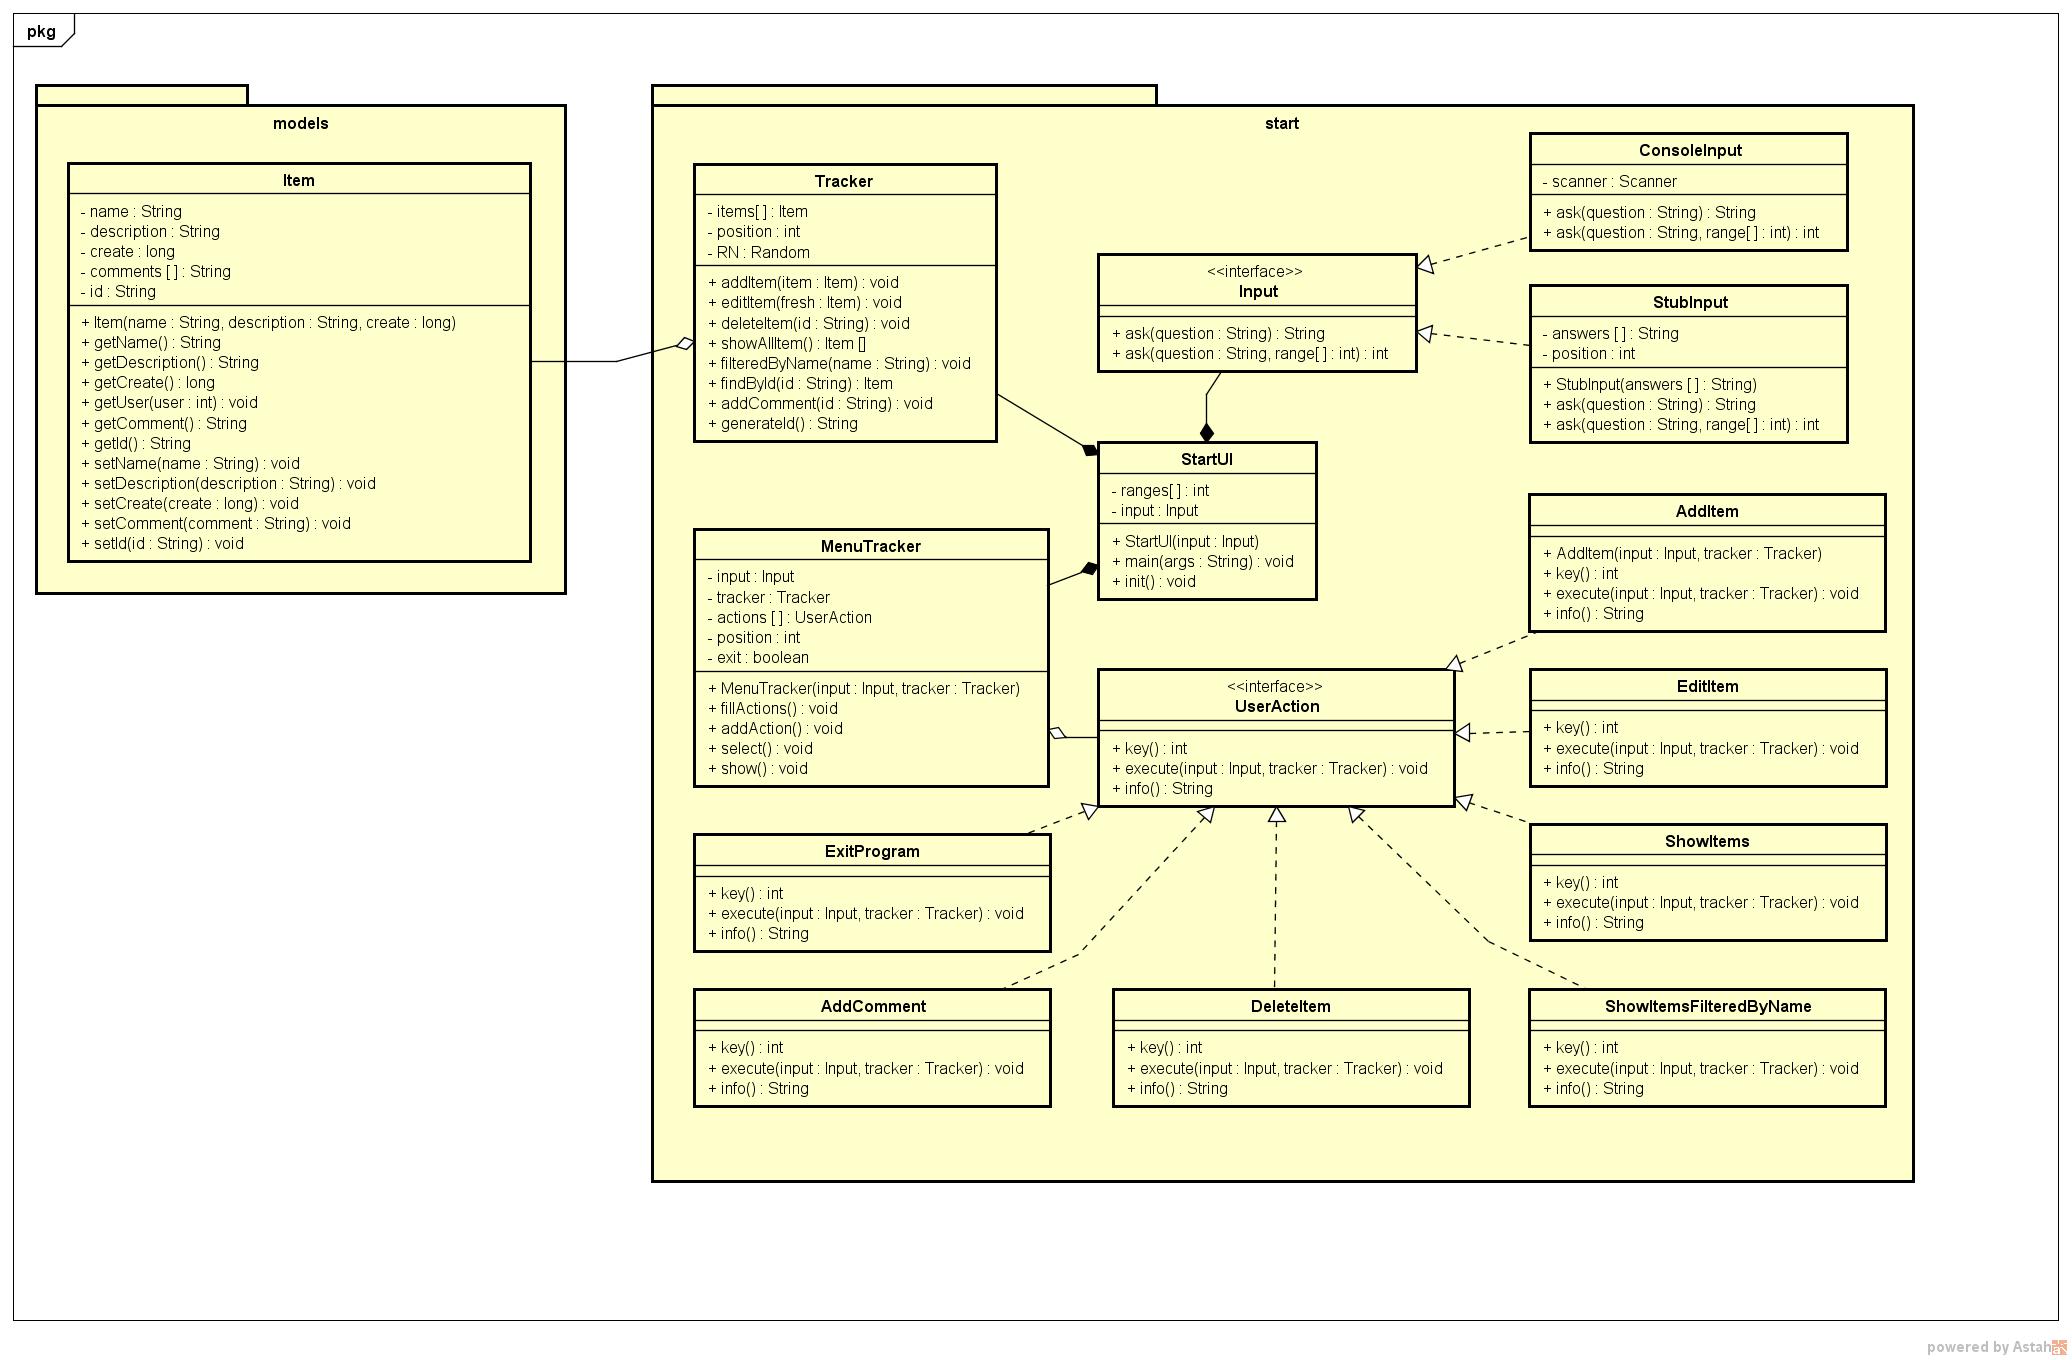 pkg
models
Item
- name : String
- description : String
- create : long
- comments [ ] : String
- id : String
+ Item(name : String, description : String, create : long)
+ getName() : String
+ getDescription() : String
+ getCreate() : long
+ getUser(user : int) : void
+ getComment() : String
+ getId() : String
+ setName(name : String) : void
+ setDescription(description : String) : void
+ setCreate(create : long) : void
+ setComment(comment : String) : void
+ setId(id : String) : void
start
Tracker
- items[ ] : Item
- position : int
- RN : Random
+ addItem(item : Item) : void
+ editItem(fresh : Item) : void
+ deleteItem(id : String) : void
+ showAllItem() : Item []
+ filteredByName(name : String) : void
+ findById(id : String) : Item
+ addComment(id : String) : void
+ generateId() : String
<<interface>>
Input
+ ask(question : String) : String
+ ask(question : String, range[ ] : int) : int
ConsoleInput
- scanner : Scanner
+ ask(question : String) : String
+ ask(question : String, range[ ] : int) : int
StubInput
- answers [ ] : String
- position : int
+ StubInput(answers [ ] : String)
+ ask(question : String) : String
+ ask(question : String, range[ ] : int) : int
StartUI
- ranges[ ] : int
- input : Input
+ StartUI(input : Input)
+ main(args : String) : void
+ init() : void
MenuTracker
- input : Input
- tracker : Tracker
- actions [ ] : UserAction
- position : int
- exit : boolean
+ MenuTracker(input : Input, tracker : Tracker)
+ fillActions() : void
+ addAction() : void
+ select() : void
+ show() : void
<<interface>>
UserAction
+ key() : int
+ execute(input : Input, tracker : Tracker) : void
+ info() : String
AddItem
+ AddItem(input : Input, tracker : Tracker)
+ key() : int
+ execute(input : Input, tracker : Tracker) : void
+ info() : String
EditItem
+ key() : int
+ execute(input : Input, tracker : Tracker) : void
+ info() : String
ShowItems
+ key() : int
+ execute(input : Input, tracker : Tracker) : void
+ info() : String
ExitProgram
+ key() : int
+ execute(input : Input, tracker : Tracker) : void
+ info() : String
AddComment
+ key() : int
+ execute(input : Input, tracker : Tracker) : void
+ info() : String
DeleteItem
+ key() : int
+ execute(input : Input, tracker : Tracker) : void
+ info() : String
ShowItemsFilteredByName
+ key() : int
+ execute(input : Input, tracker : Tracker) : void
+ info() : String
powered by Astah